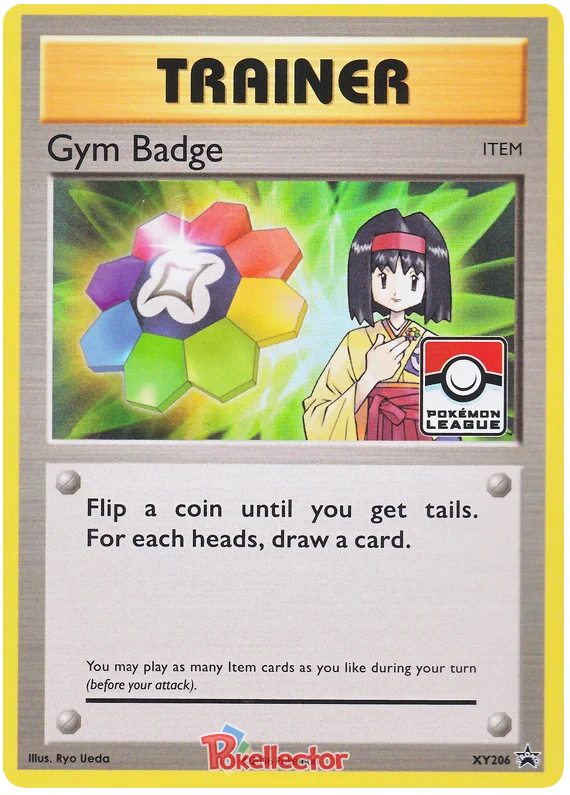 TRAINER
Gym Badge
ITEM
POKÉMON
LEAGUE
Flip a coin until you get tails.
For each heads, draw a card.
You may play as many Item cards as you like during your turn
(before your attack).
Illus. Ryo Ueda
Pokellector
XY206